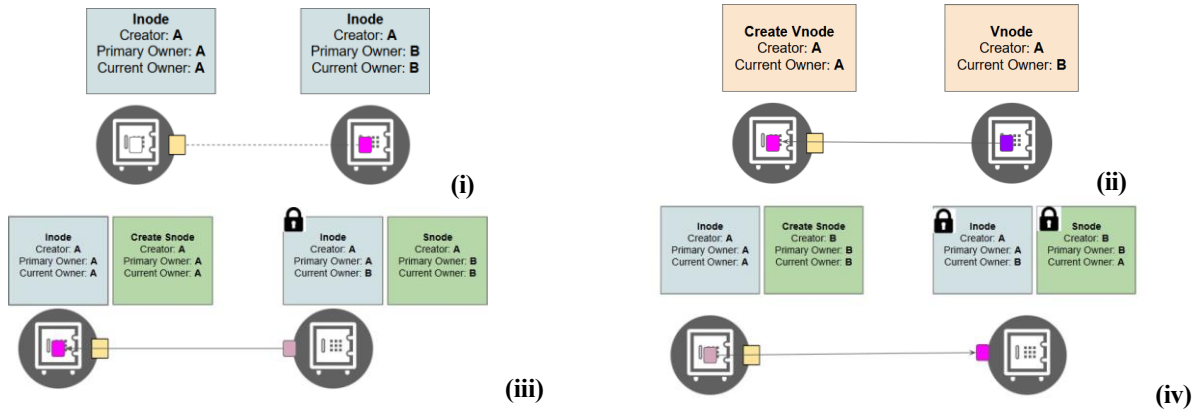 Inode
Creator: A
Primary Owner: A
Current Owner: A
Inode
Creator: A
Primary Owner: B
Current Owner: B
(i)
Create Vnode
Creator: A
Current Owner: A
Vnode
Creator: A
Current Owner: B
(ii)
Inode
Creator: A
Primary Owner: A
Current Owner: A
Create Snode
Creator: A
Primary Owner: A
Current Owner: A
Inode
Creator: A
Primary Owner: A
Current Owner: B
Snode
Creator: A
Primary Owner: B
Current Owner: B
(iii)
Inode
Creator: A
Primary Owner: A
Current Owner: A
Create Snode
Creator: B
Primary Owner: B
Current Owner: B
Inode
Creator: A
Primary Owner: A
Current Owner: B
Snode
Creator: B
Primary Owner: B
Current Owner: A
(iv)